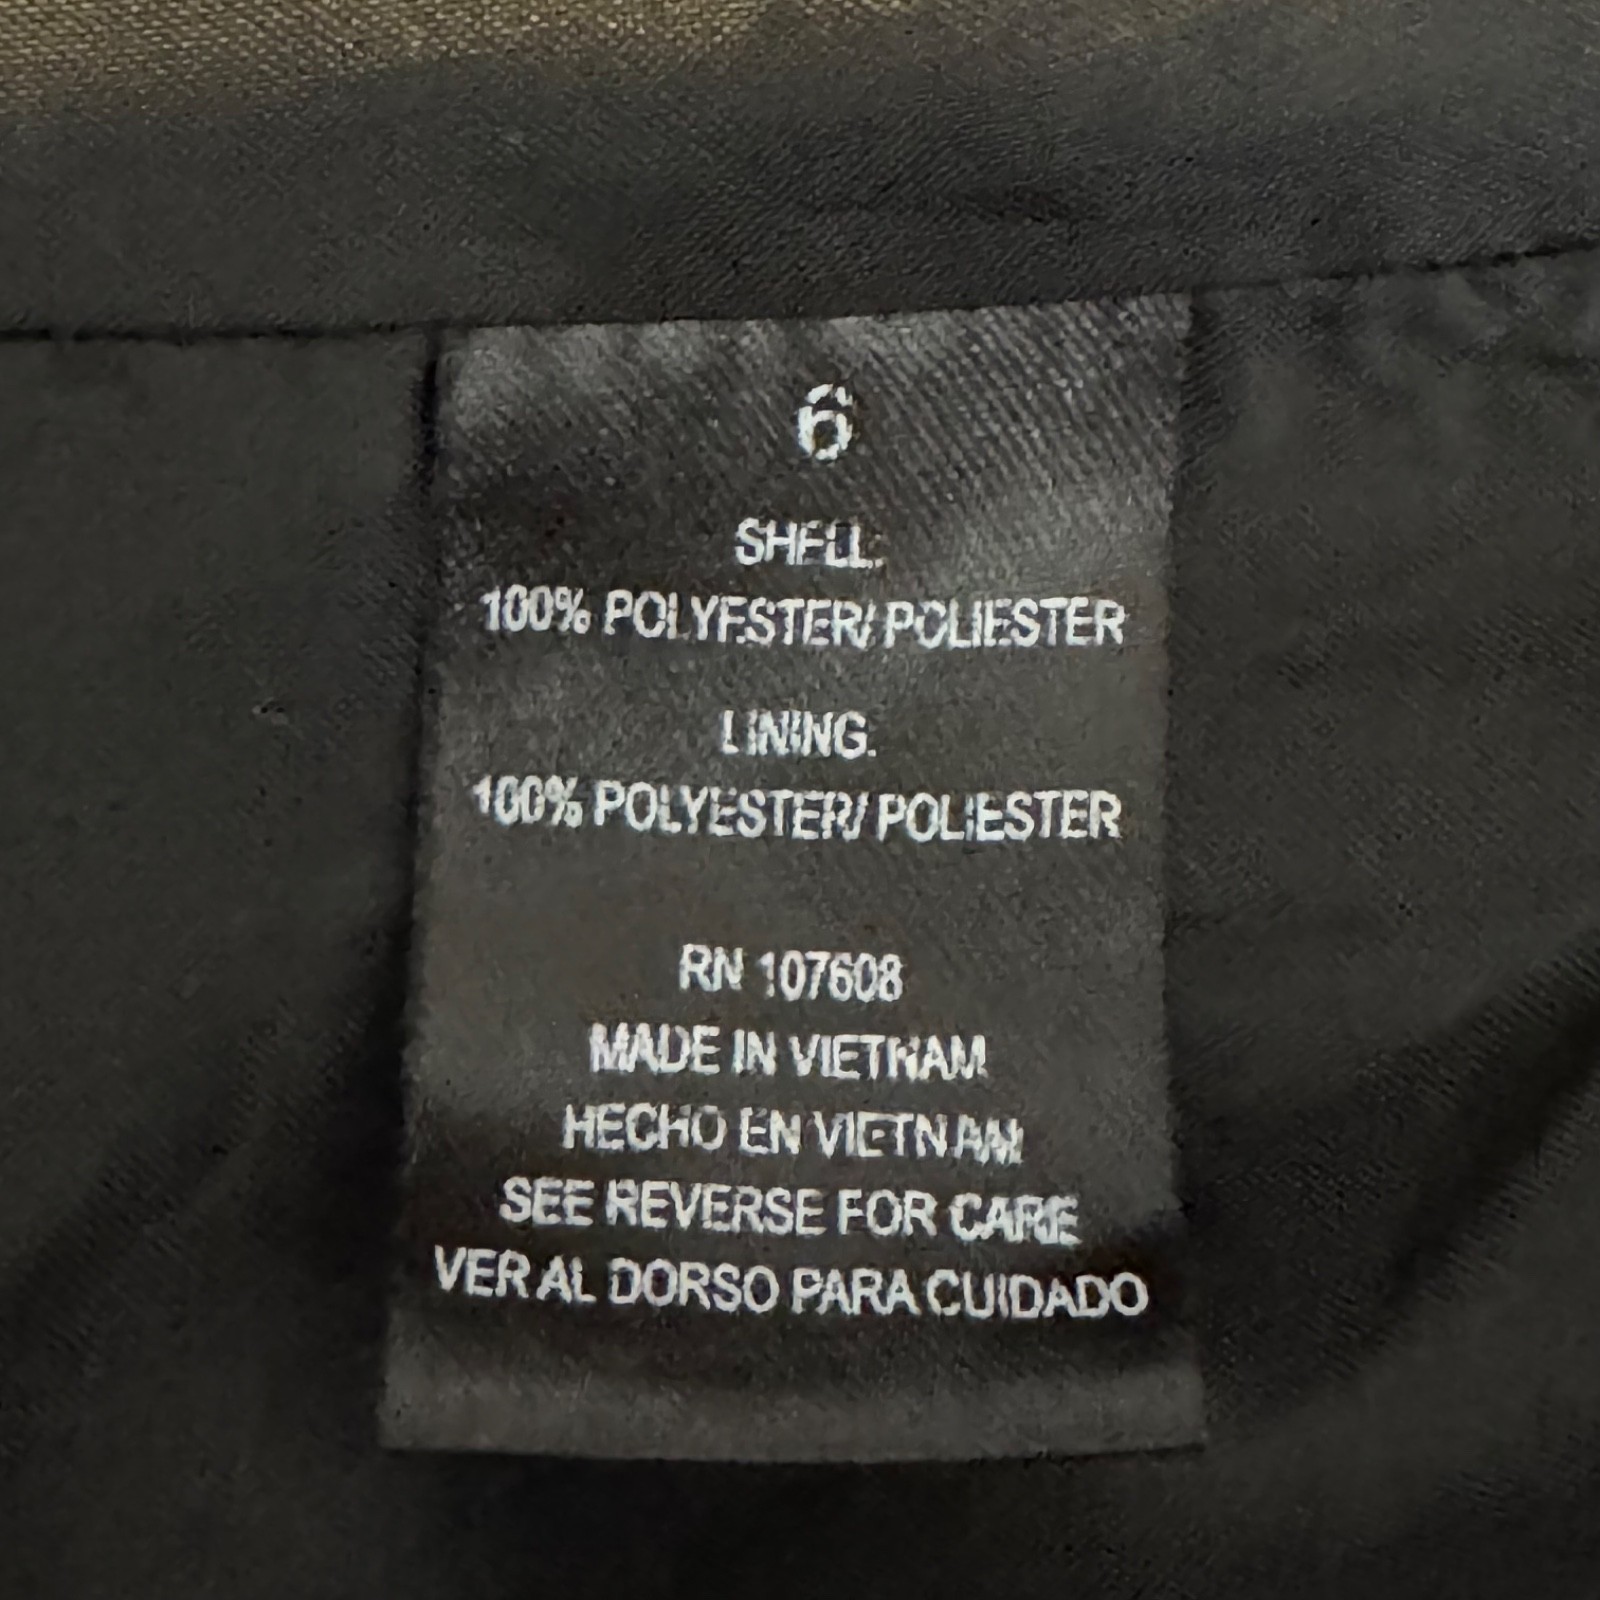 6
SHELL:
100% POLYESTER/ POLIESTER
LINING:
100% POLYESTER/ POLIESTER
RN 107608
MADE IN VIETNAM
HECHO EN VIETNAM
SEE REVERSE FOR CARE
VER AL DORSO PARA CUIDADO